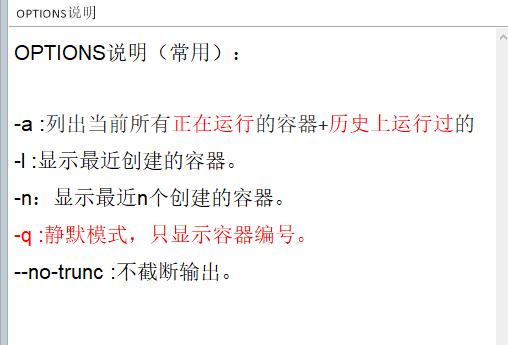 OPTIONS说明
OPTIONS说明（常用）：
-a :列出当前所有正在运行的容器+历史上运行过的
-l :显示最近创建的容器。
-n：显示最近n个创建的容器。
-q :静默模式，只显示容器编号。
--no-trunc :不截断输出。